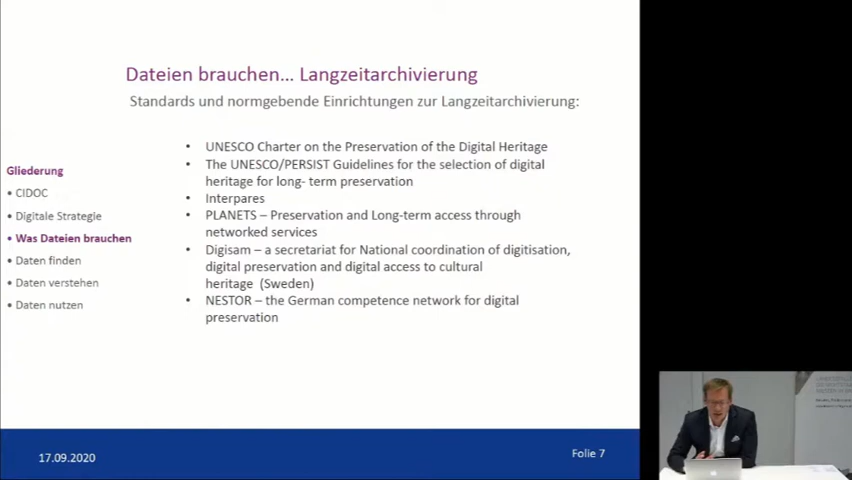 Dateien brauchen... Langzeitarchivierung
Standards und normgebende Einrichtungen zur Langzeitarchivierung:
Gliederung
• CIDOC
• Digitale Strategie
• Was Dateien brauchen
• Daten finden
• Daten verstehen
• Daten nutzen
• UNESCO Charter on the Preservation of the Digital Heritage
• The UNESCO/PERSIST Guidelines for the selection of digital
heritage for long- term preservation
• Interpares
• PLANETS – Preservation and Long-term access through
networked services
• Digisam – a secretariat for National coordination of digitisation,
digital preservation and digital access to cultural
heritage (Sweden)
• NESTOR – the German competence network for digital
preservation
17.09.2020
Folie 7